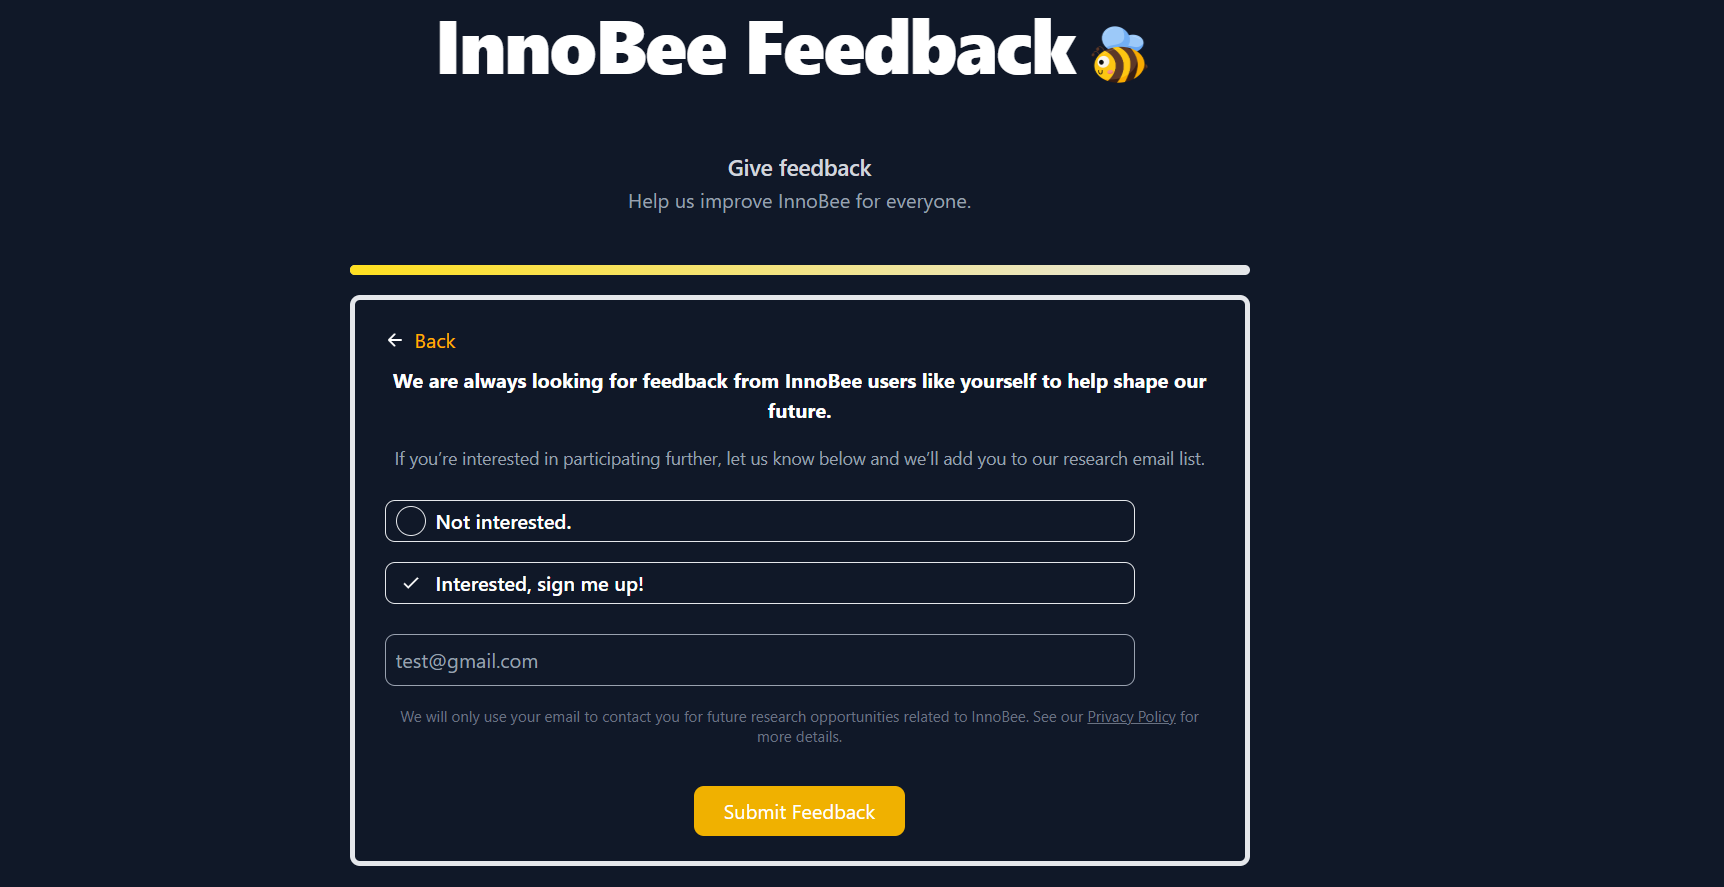 InnoBee Feedback
Give feedback
Help us improve InnoBee for everyone.
Back
We are always looking for feedback from InnoBee users like yourself to help shape our
future.
If you’re interested in participating further, let us know below and we’ll add you to our research email list.
Not interested.
Interested, sign me up!
test@gmail.com
We will only use your email to contact you for future research opportunities related to InnoBee. See our Privacy Policy for
more details.
Submit Feedback